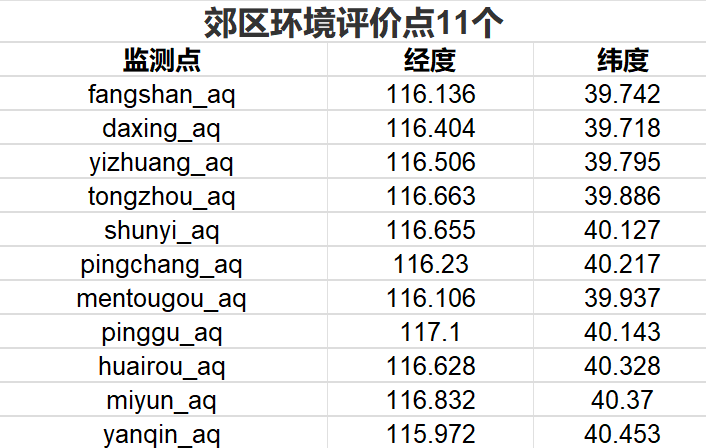 郊区环境评价点11个
监测点 经度 纬度
fangshan_aq 116.136 39.742
daxing_aq 116.404 39.718
yizhuang_aq 116.506 39.795
tongzhou_aq 116.663 39.886
shunyi_aq 116.655 40.127
pingchang_aq 116.23 40.217
mentougou_aq 116.106 39.937
pinggu_aq 117.1 40.143
huairou_aq 116.628 40.328
miyun_aq 116.832 40.37
yanqin_aq 115.972 40.453